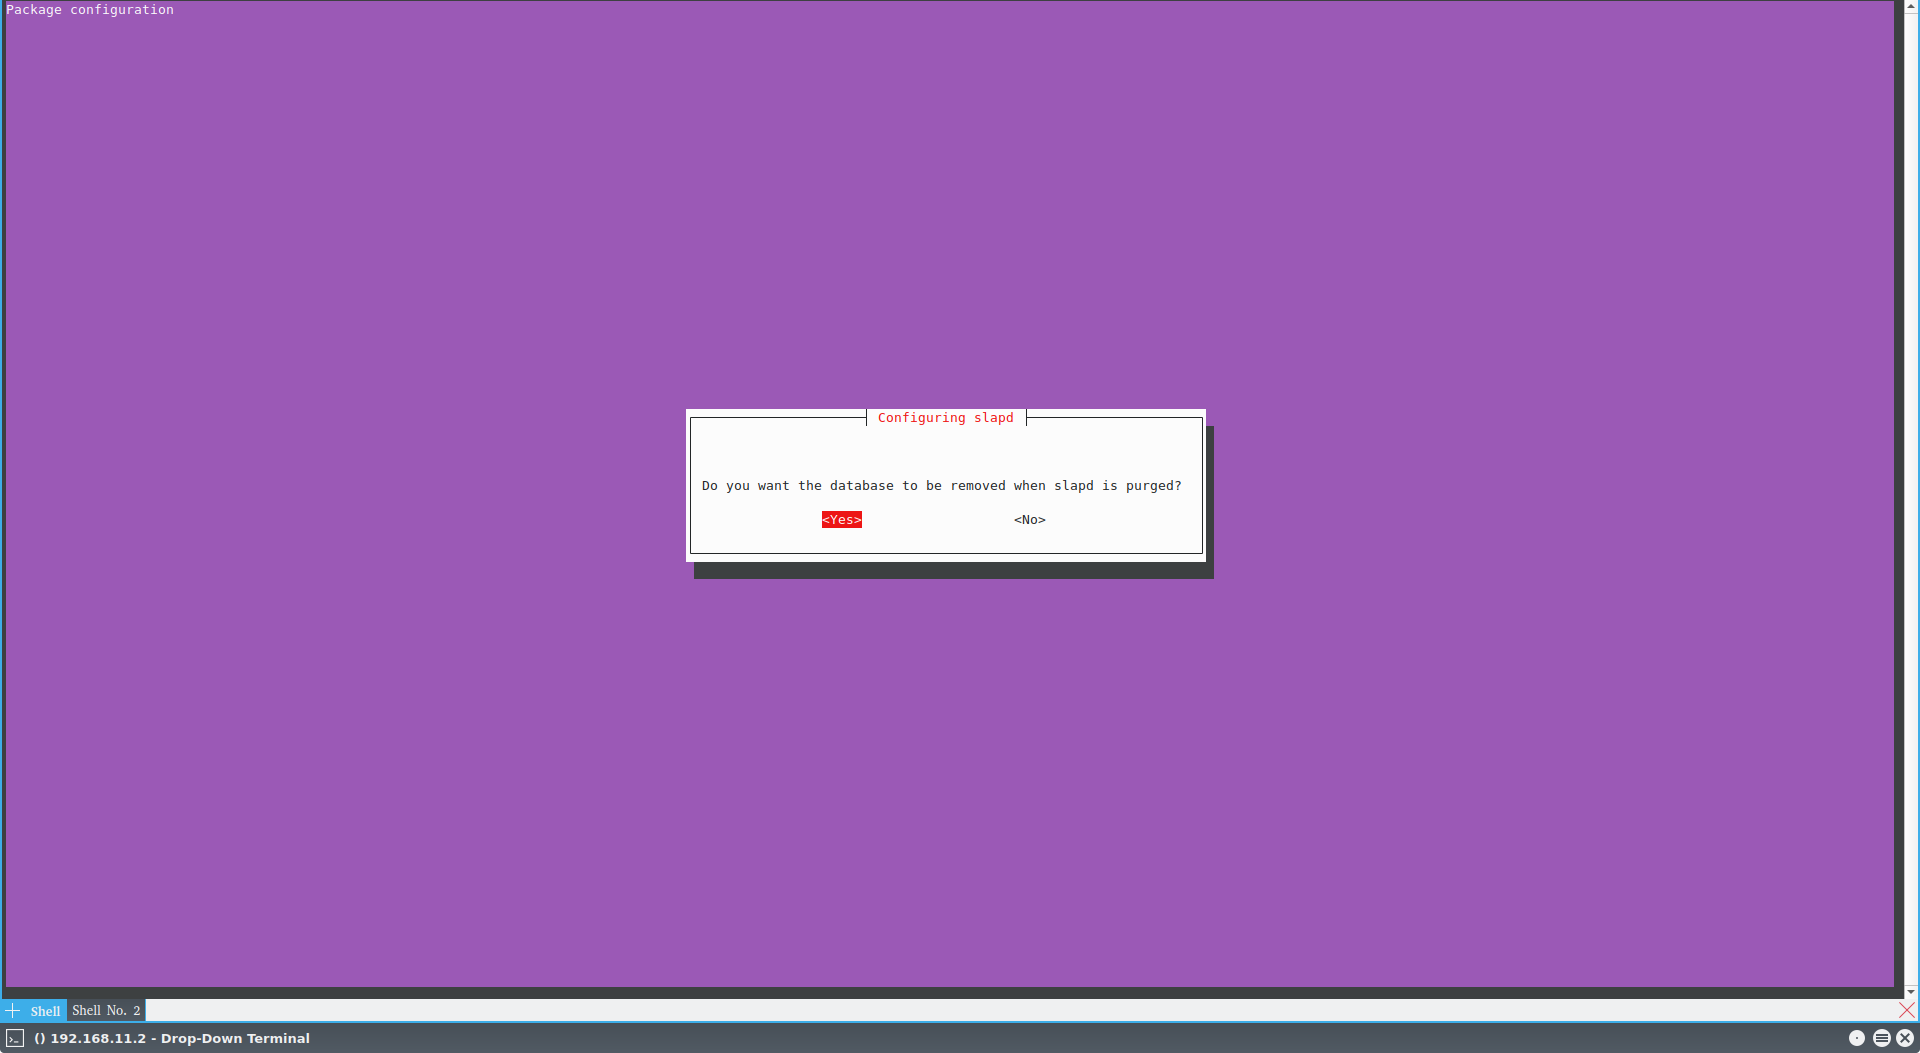 Package configuration
Configuring slapd
Do you want the database to be removed when slapd is purged?
<Yes> <No>
Shell Shell No. 2
() 192.168.11.2 - Drop-Down Terminal